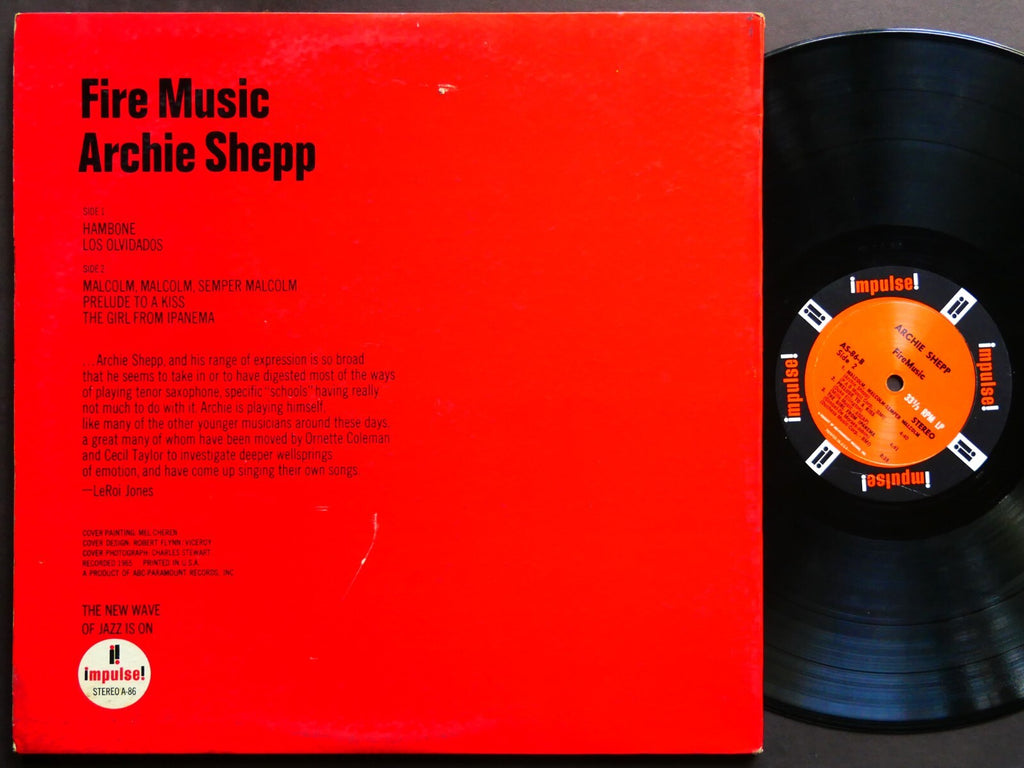 Fire Music
Archie Shepp
SIDE 1
HAMBONE
LOS OLVIDADOS
SIDE 2
MALCOLM, MALCOLM, SEMPER MALCOLM
PRELUDE TO A KISS
THE GIRL FROM IPANEMA
...Archie Shepp, and his range of expression is so broad
that he seems to take in or to have digested most of the ways
of playing tenor saxophone, specific "schools" having really
not much to do with it. Archie is playing himself,
like many of the other younger musicians around these days,
a great many of whom have been moved by Ornette Coleman
and Cecil Taylor to investigate deeper wellsprings
of emotion, and have come up singing their own songs.
—LeRoi Jones
COVER PAINTING: MEL CHEREN
COVER DESIGN: ROBERT FLYNN/VICEROY
COVER PHOTOGRAPH: CHARLES STEWART
RECORDED 1965 PRINTED IN U.S.A.
A PRODUCT OF ABC-PARAMOUNT RECORDS, INC.
THE NEW WAVE
OF JAZZ IS ON
i!
impulse!
STEREO A-86
impulse!
impulse!
impulse!
impulse!
ARCHIE SHEPP
FireMusic
AS-86-B
Side 2
33⅓ RPM LP
STEREO